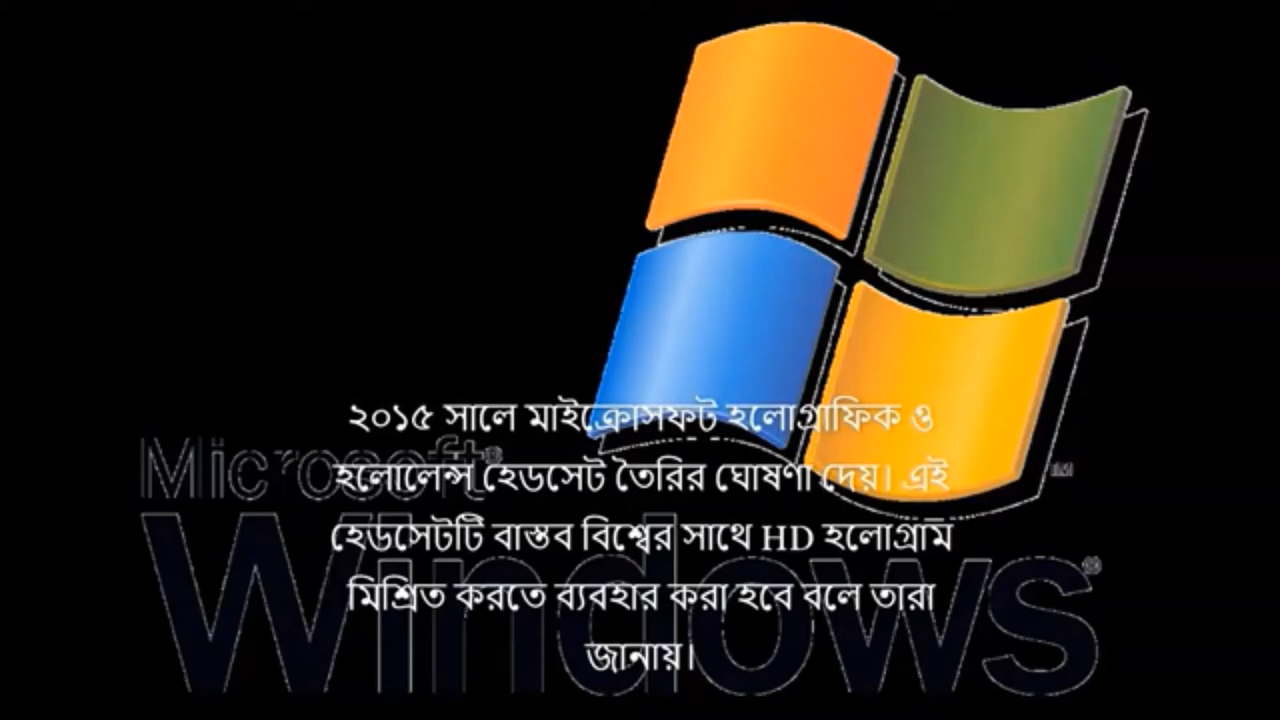 ২০১৫ সালে মাইক্রোসফট হলোগ্রাফিক ও
হলোলেন্স হেডসেট তৈরির ঘোষণা দেয়। এই
হেডসেটটি বাস্তব বিশ্বের সাথে HD হলোগ্রাম
মিশ্রিত করতে ব্যবহার করা হবে বলে তারা
জানায়।
Microsoft®
Windows®
TM